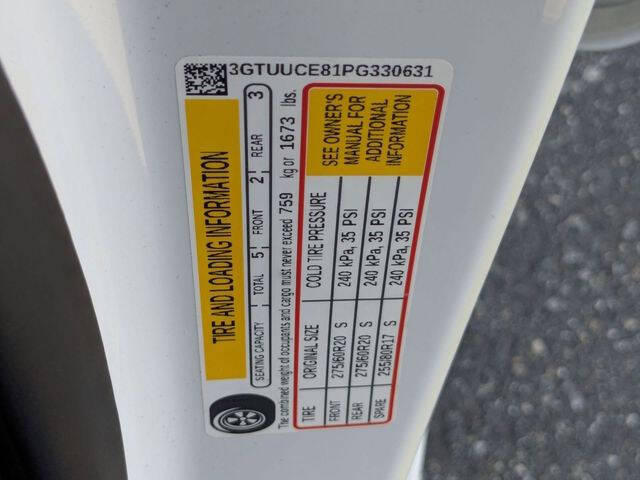 3GTUUCE81PG330631
TIRE AND LOADING INFORMATION
SEATING CAPACITY TOTAL 5 FRONT 2 REAR 3
The combined weight of occupants and cargo must never exceed 759 kg or 1673 lbs.
TIRE ORIGINAL SIZE COLD TIRE PRESSURE
FRONT 275/60R20 S 240 kPa, 35 PSI
REAR 275/60R20 S 240 kPa, 35 PSI
SPARE 255/80R17 S 240 kPa, 35 PSI
SEE OWNER'S
MANUAL FOR
ADDITIONAL
INFORMATION